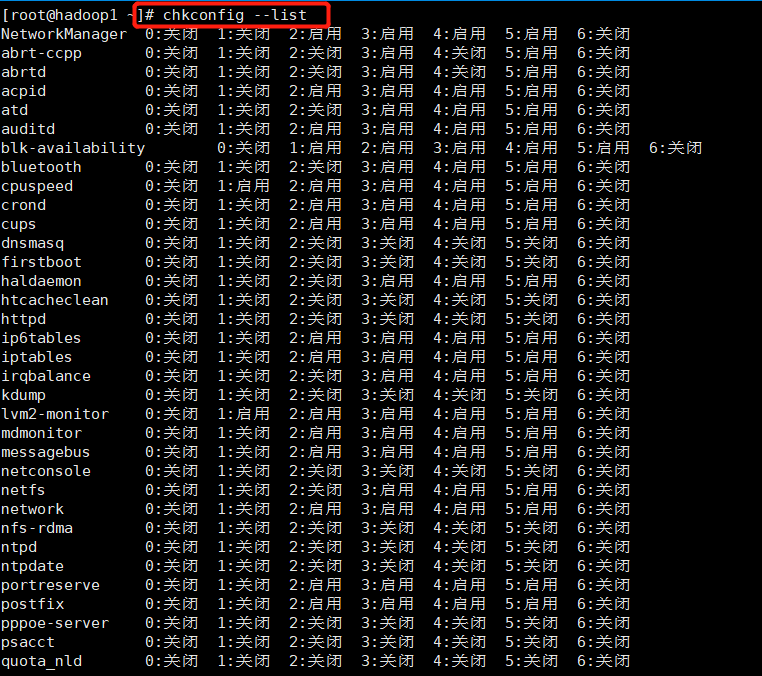 [root@hadoop1 ~]# chkconfig --list
NetworkManager  0:关闭  1:关闭  2:启用  3:启用  4:启用  5:启用  6:关闭
abrt-ccpp       0:关闭  1:关闭  2:关闭  3:启用  4:关闭  5:启用  6:关闭
abrtd           0:关闭  1:关闭  2:关闭  3:启用  4:关闭  5:启用  6:关闭
acpid           0:关闭  1:关闭  2:启用  3:启用  4:启用  5:启用  6:关闭
atd             0:关闭  1:关闭  2:关闭  3:启用  4:启用  5:启用  6:关闭
auditd          0:关闭  1:关闭  2:启用  3:启用  4:启用  5:启用  6:关闭
blk-availability        0:关闭  1:启用  2:启用  3:启用  4:启用  5:启用  6:关闭
bluetooth       0:关闭  1:关闭  2:关闭  3:启用  4:启用  5:启用  6:关闭
cpuspeed        0:关闭  1:启用  2:启用  3:启用  4:启用  5:启用  6:关闭
crond           0:关闭  1:关闭  2:启用  3:启用  4:启用  5:启用  6:关闭
cups            0:关闭  1:关闭  2:启用  3:启用  4:启用  5:启用  6:关闭
dnsmasq         0:关闭  1:关闭  2:关闭  3:关闭  4:关闭  5:关闭  6:关闭
firstboot       0:关闭  1:关闭  2:关闭  3:关闭  4:关闭  5:关闭  6:关闭
haldaemon       0:关闭  1:关闭  2:关闭  3:启用  4:启用  5:启用  6:关闭
htcacheclean    0:关闭  1:关闭  2:关闭  3:关闭  4:关闭  5:关闭  6:关闭
httpd           0:关闭  1:关闭  2:关闭  3:关闭  4:关闭  5:关闭  6:关闭
ip6tables       0:关闭  1:关闭  2:启用  3:启用  4:启用  5:启用  6:关闭
iptables        0:关闭  1:关闭  2:启用  3:启用  4:启用  5:启用  6:关闭
irqbalance      0:关闭  1:关闭  2:关闭  3:启用  4:启用  5:启用  6:关闭
kdump           0:关闭  1:关闭  2:关闭  3:关闭  4:关闭  5:关闭  6:关闭
lvm2-monitor    0:关闭  1:启用  2:启用  3:启用  4:启用  5:启用  6:关闭
mdmonitor       0:关闭  1:关闭  2:启用  3:启用  4:启用  5:启用  6:关闭
messagebus      0:关闭  1:关闭  2:启用  3:启用  4:启用  5:启用  6:关闭
netconsole      0:关闭  1:关闭  2:关闭  3:关闭  4:关闭  5:关闭  6:关闭
netfs           0:关闭  1:关闭  2:关闭  3:启用  4:启用  5:启用  6:关闭
network         0:关闭  1:关闭  2:启用  3:启用  4:启用  5:启用  6:关闭
nfs-rdma        0:关闭  1:关闭  2:关闭  3:关闭  4:关闭  5:关闭  6:关闭
ntpd            0:关闭  1:关闭  2:关闭  3:关闭  4:关闭  5:关闭  6:关闭
ntpdate         0:关闭  1:关闭  2:关闭  3:关闭  4:关闭  5:关闭  6:关闭
portreserve     0:关闭  1:关闭  2:启用  3:启用  4:启用  5:启用  6:关闭
postfix         0:关闭  1:关闭  2:启用  3:启用  4:启用  5:启用  6:关闭
pppoe-server    0:关闭  1:关闭  2:关闭  3:关闭  4:关闭  5:关闭  6:关闭
psacct          0:关闭  1:关闭  2:关闭  3:关闭  4:关闭  5:关闭  6:关闭
quota_nld       0:关闭  1:关闭  2:关闭  3:关闭  4:关闭  5:关闭  6:关闭